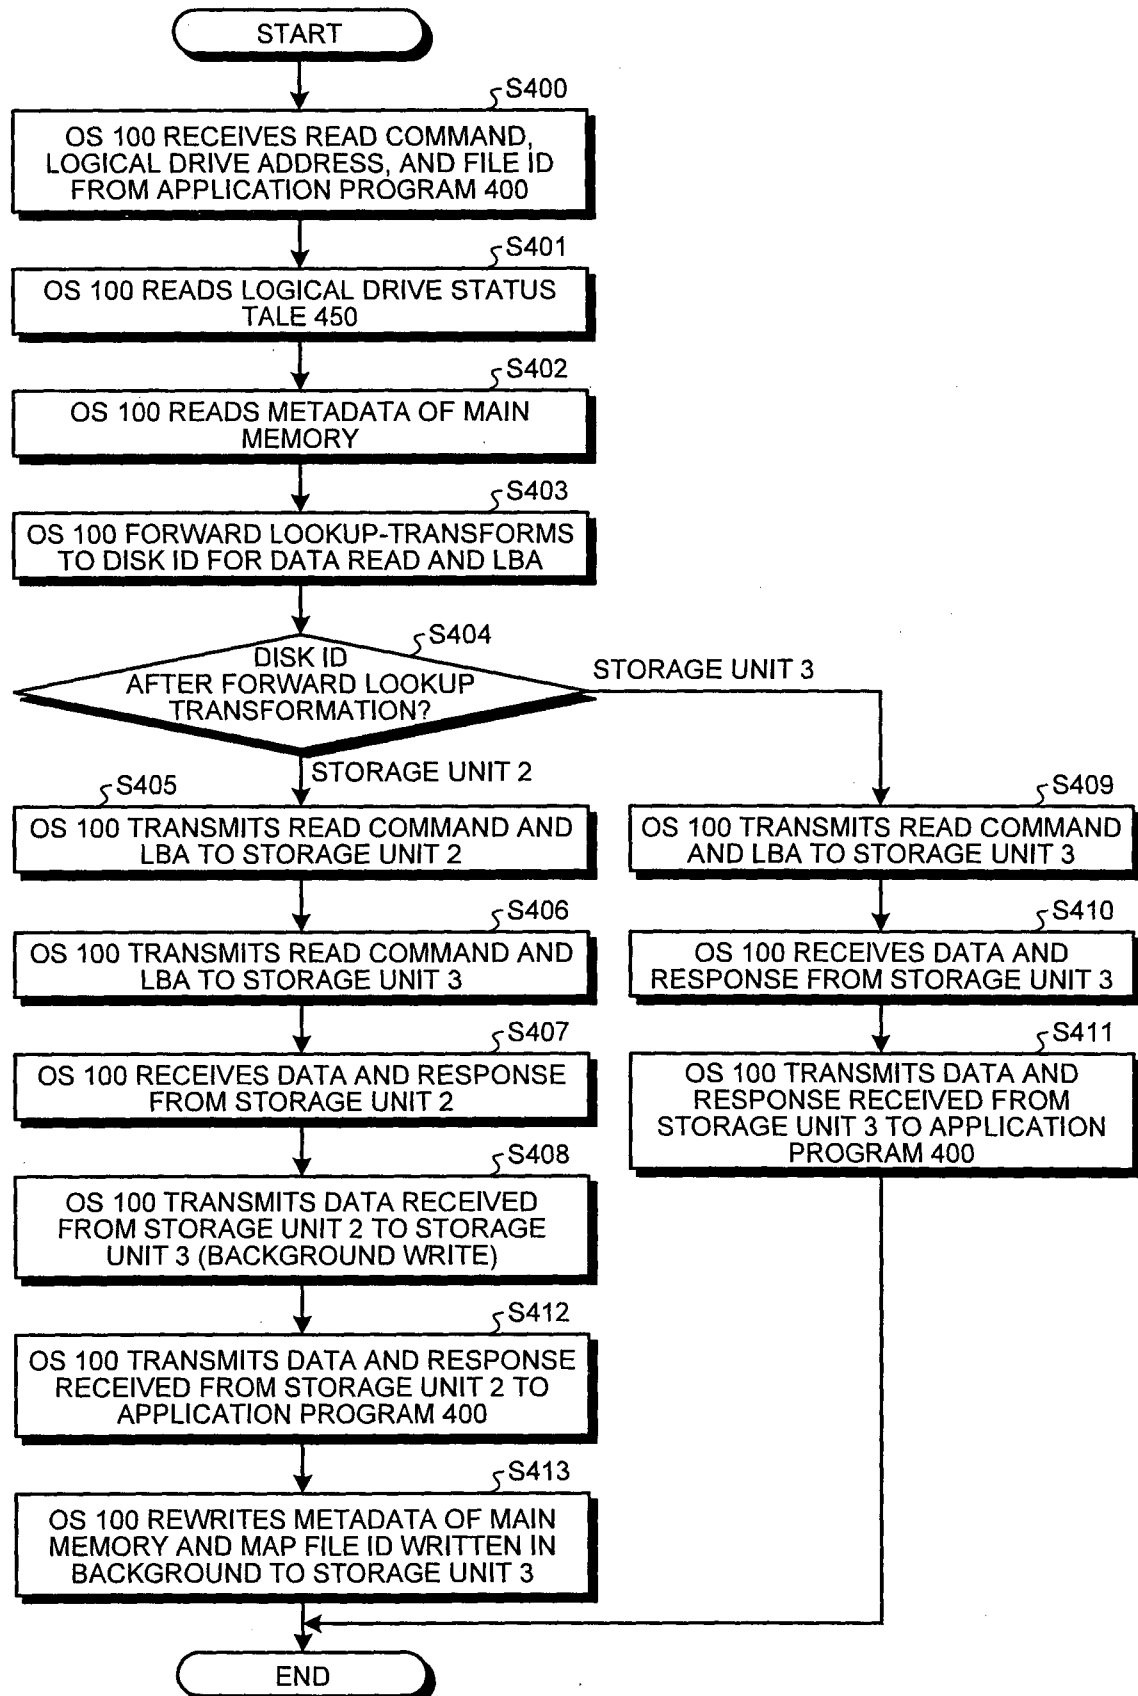 START
S400
OS 100 RECEIVES READ COMMAND,
LOGICAL DRIVE ADDRESS, AND FILE ID
FROM APPLICATION PROGRAM 400
S401
OS 100 READS LOGICAL DRIVE STATUS
TALE 450
S402
OS 100 READS METADATA OF MAIN
MEMORY
S403
OS 100 FORWARD LOOKUP-TRANSFORMS
TO DISK ID FOR DATA READ AND LBA
S404
DISK ID
AFTER FORWARD LOOKUP
TRANSFORMATION?
STORAGE UNIT 3
STORAGE UNIT 2
S405
OS 100 TRANSMITS READ COMMAND AND
LBA TO STORAGE UNIT 2
S406
OS 100 TRANSMITS READ COMMAND AND
LBA TO STORAGE UNIT 3
S407
OS 100 RECEIVES DATA AND RESPONSE
FROM STORAGE UNIT 2
S408
OS 100 TRANSMITS DATA RECEIVED
FROM STORAGE UNIT 2 TO STORAGE
UNIT 3 (BACKGROUND WRITE)
S412
OS 100 TRANSMITS DATA AND RESPONSE
RECEIVED FROM STORAGE UNIT 2 TO
APPLICATION PROGRAM 400
S413
OS 100 REWRITES METADATA OF MAIN
MEMORY AND MAP FILE ID WRITTEN IN
BACKGROUND TO STORAGE UNIT 3
S409
OS 100 TRANSMITS READ COMMAND
AND LBA TO STORAGE UNIT 3
S410
OS 100 RECEIVES DATA AND
RESPONSE FROM STORAGE UNIT 3
S411
OS 100 TRANSMITS DATA AND
RESPONSE RECEIVED FROM
STORAGE UNIT 3 TO APPLICATION
PROGRAM 400
END